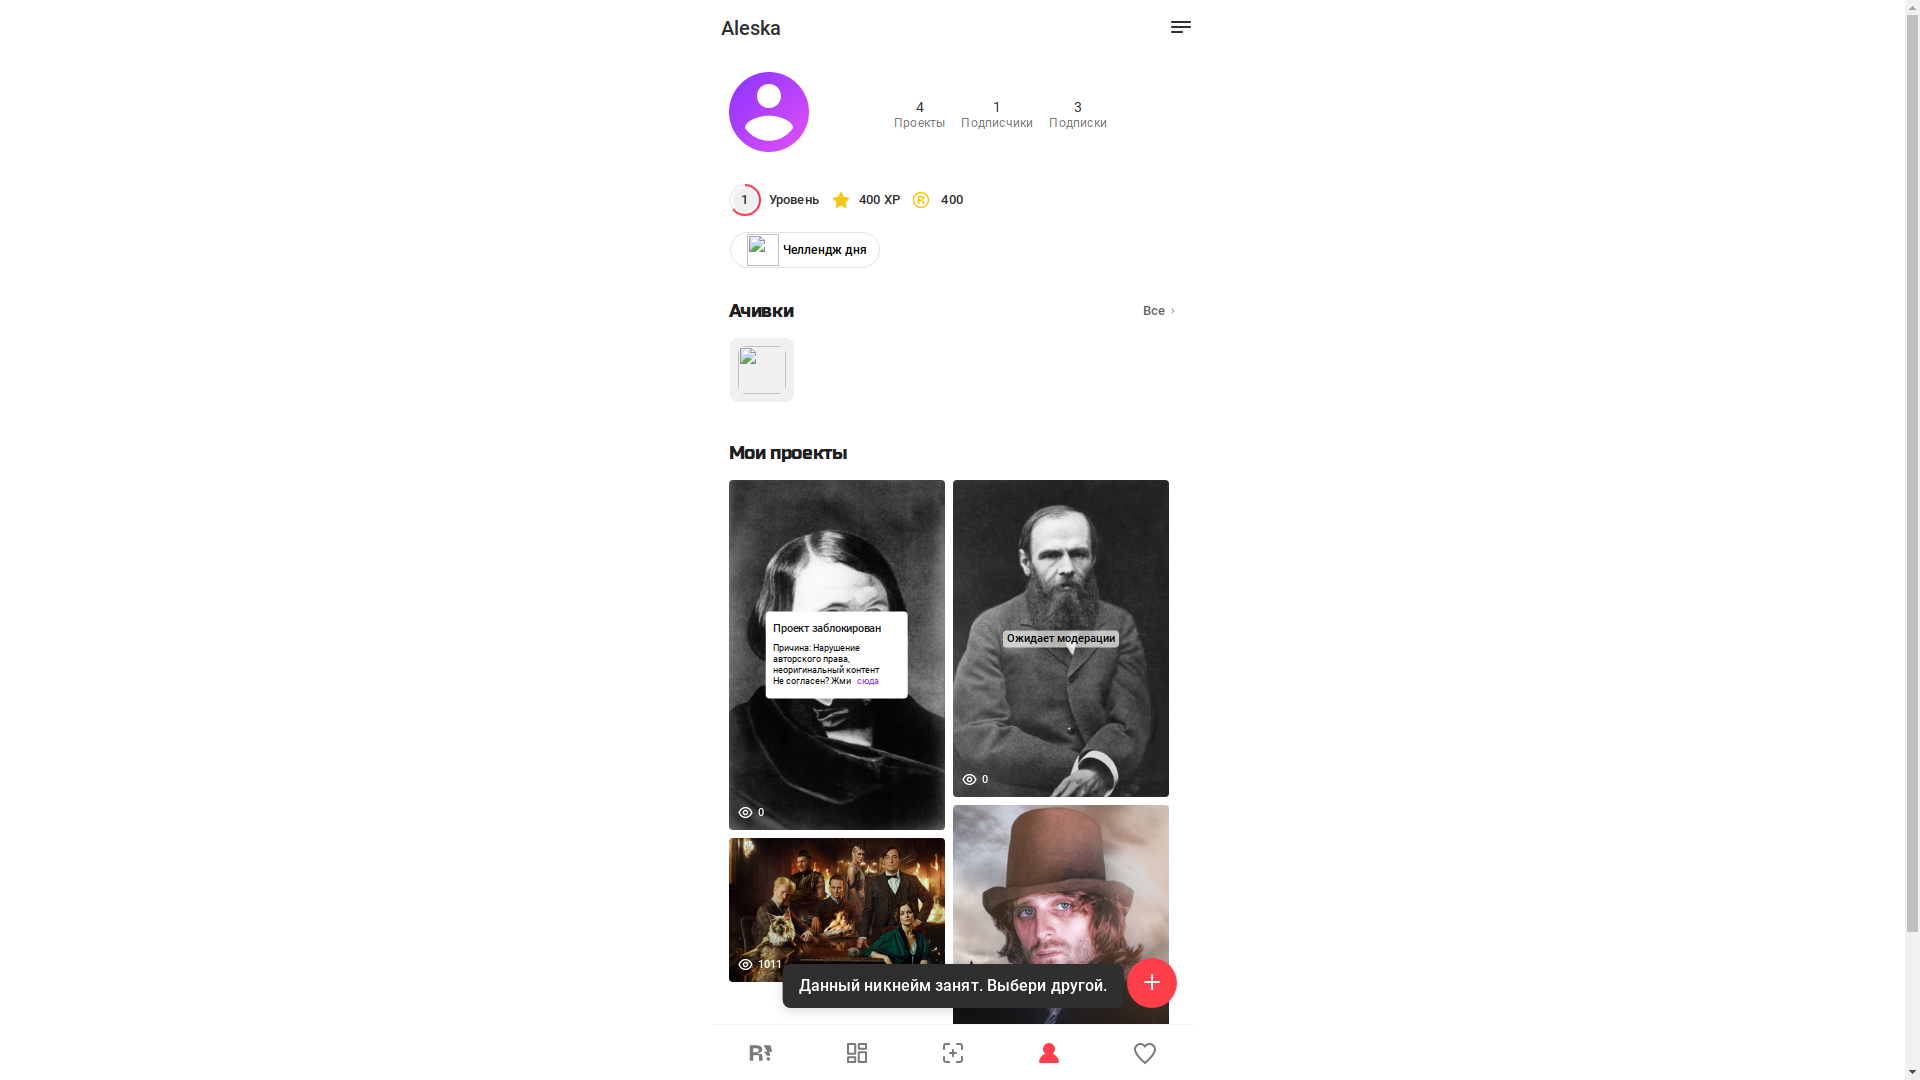 Aleska
4 1 3
Проекты Подписчики Подписки
1 Уровень 400 XP 400
Челлендж дня
Ачивки
Все ›
Мои проекты
Проект заблокирован
Причина: Нарушение
авторского права,
неоригинальный контент
Не согласен? Жми сюда
0
Ожидает модерации
0
1011
Данный никнейм занят. Выбери другой.